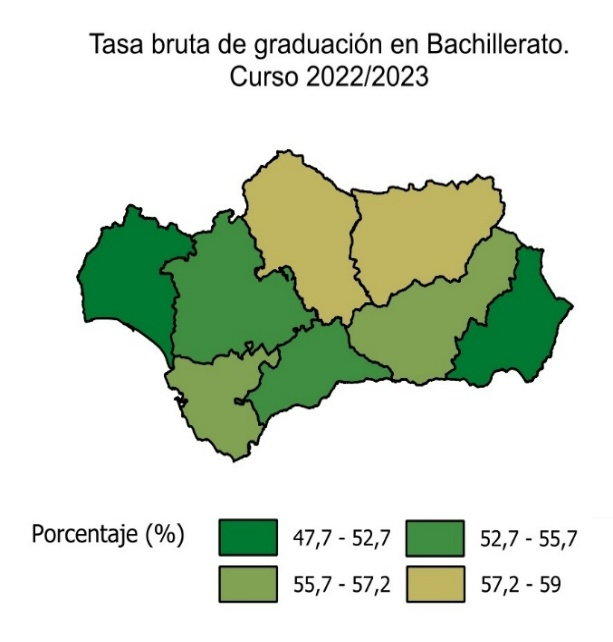 Tasa bruta de graduación en Bachillerato.
Curso 2022/2023
Porcentaje (%)
47,7 - 52,7
52,7 - 55,7
55,7 - 57,2
57,2 - 59